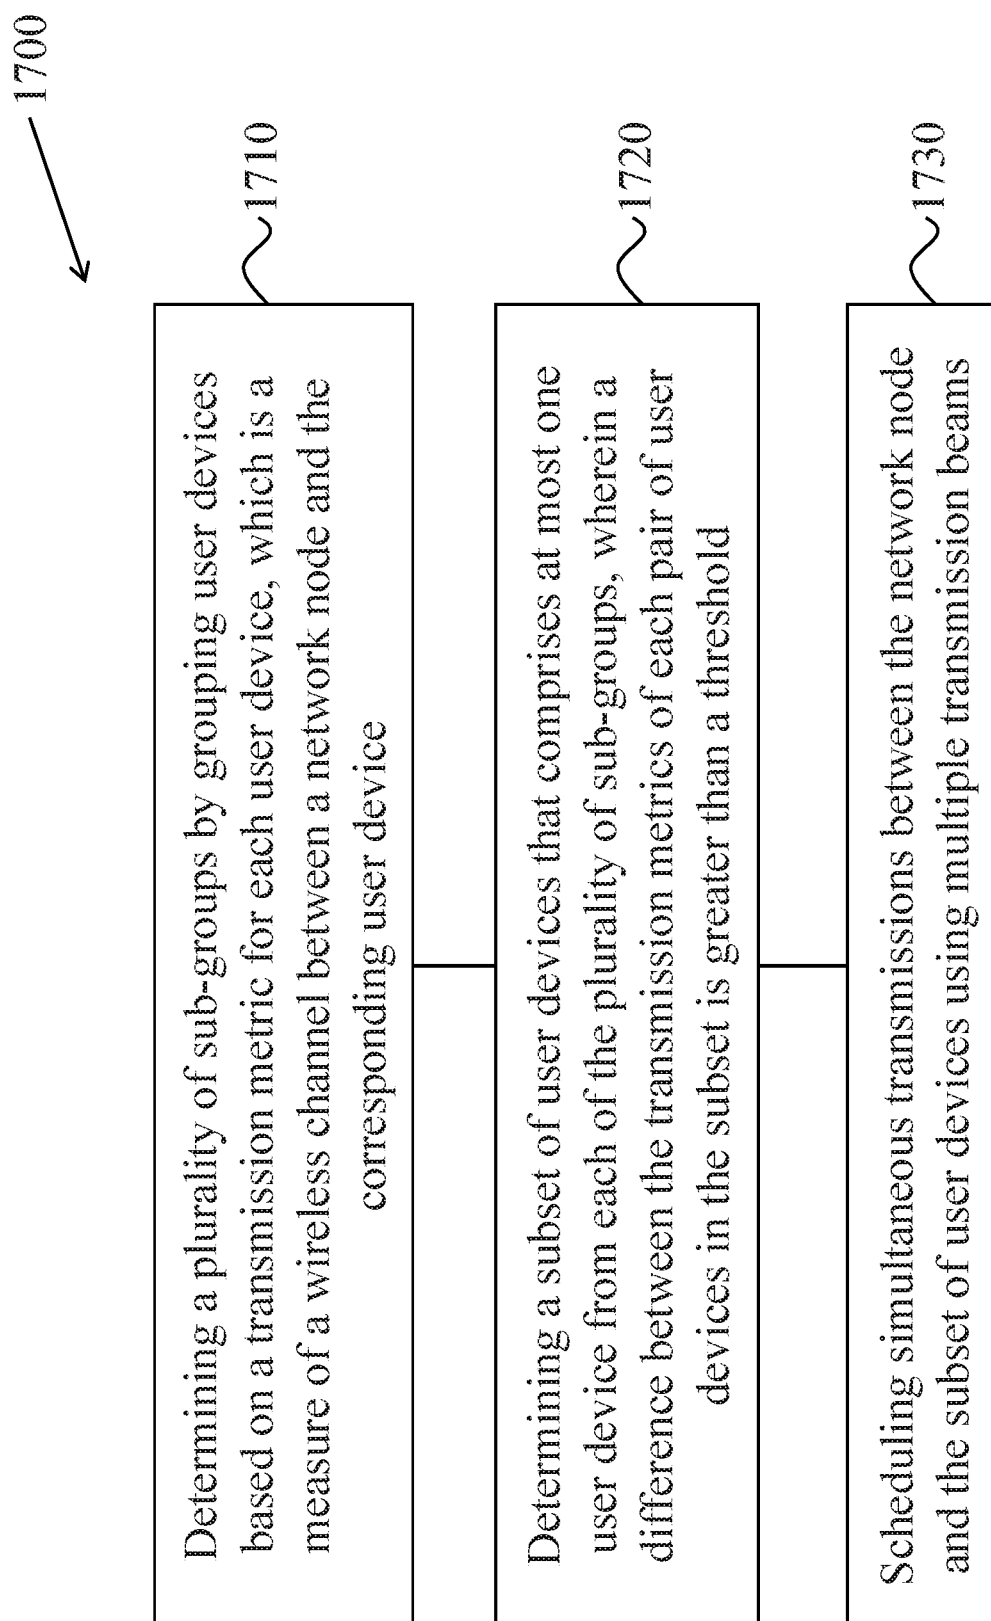 1700
Determining a plurality of sub-groups by grouping user devices
based on a transmission metric for each user device, which is a
measure of a wireless channel between a network node and the
corresponding user device
1710
Determining a subset of user devices that comprises at most one
user device from each of the plurality of sub-groups, wherein a
difference between the transmission metrics of each pair of user
devices in the subset is greater than a threshold
1720
Scheduling simultaneous transmissions between the network node
and the subset of user devices using multiple transmission beams
1730